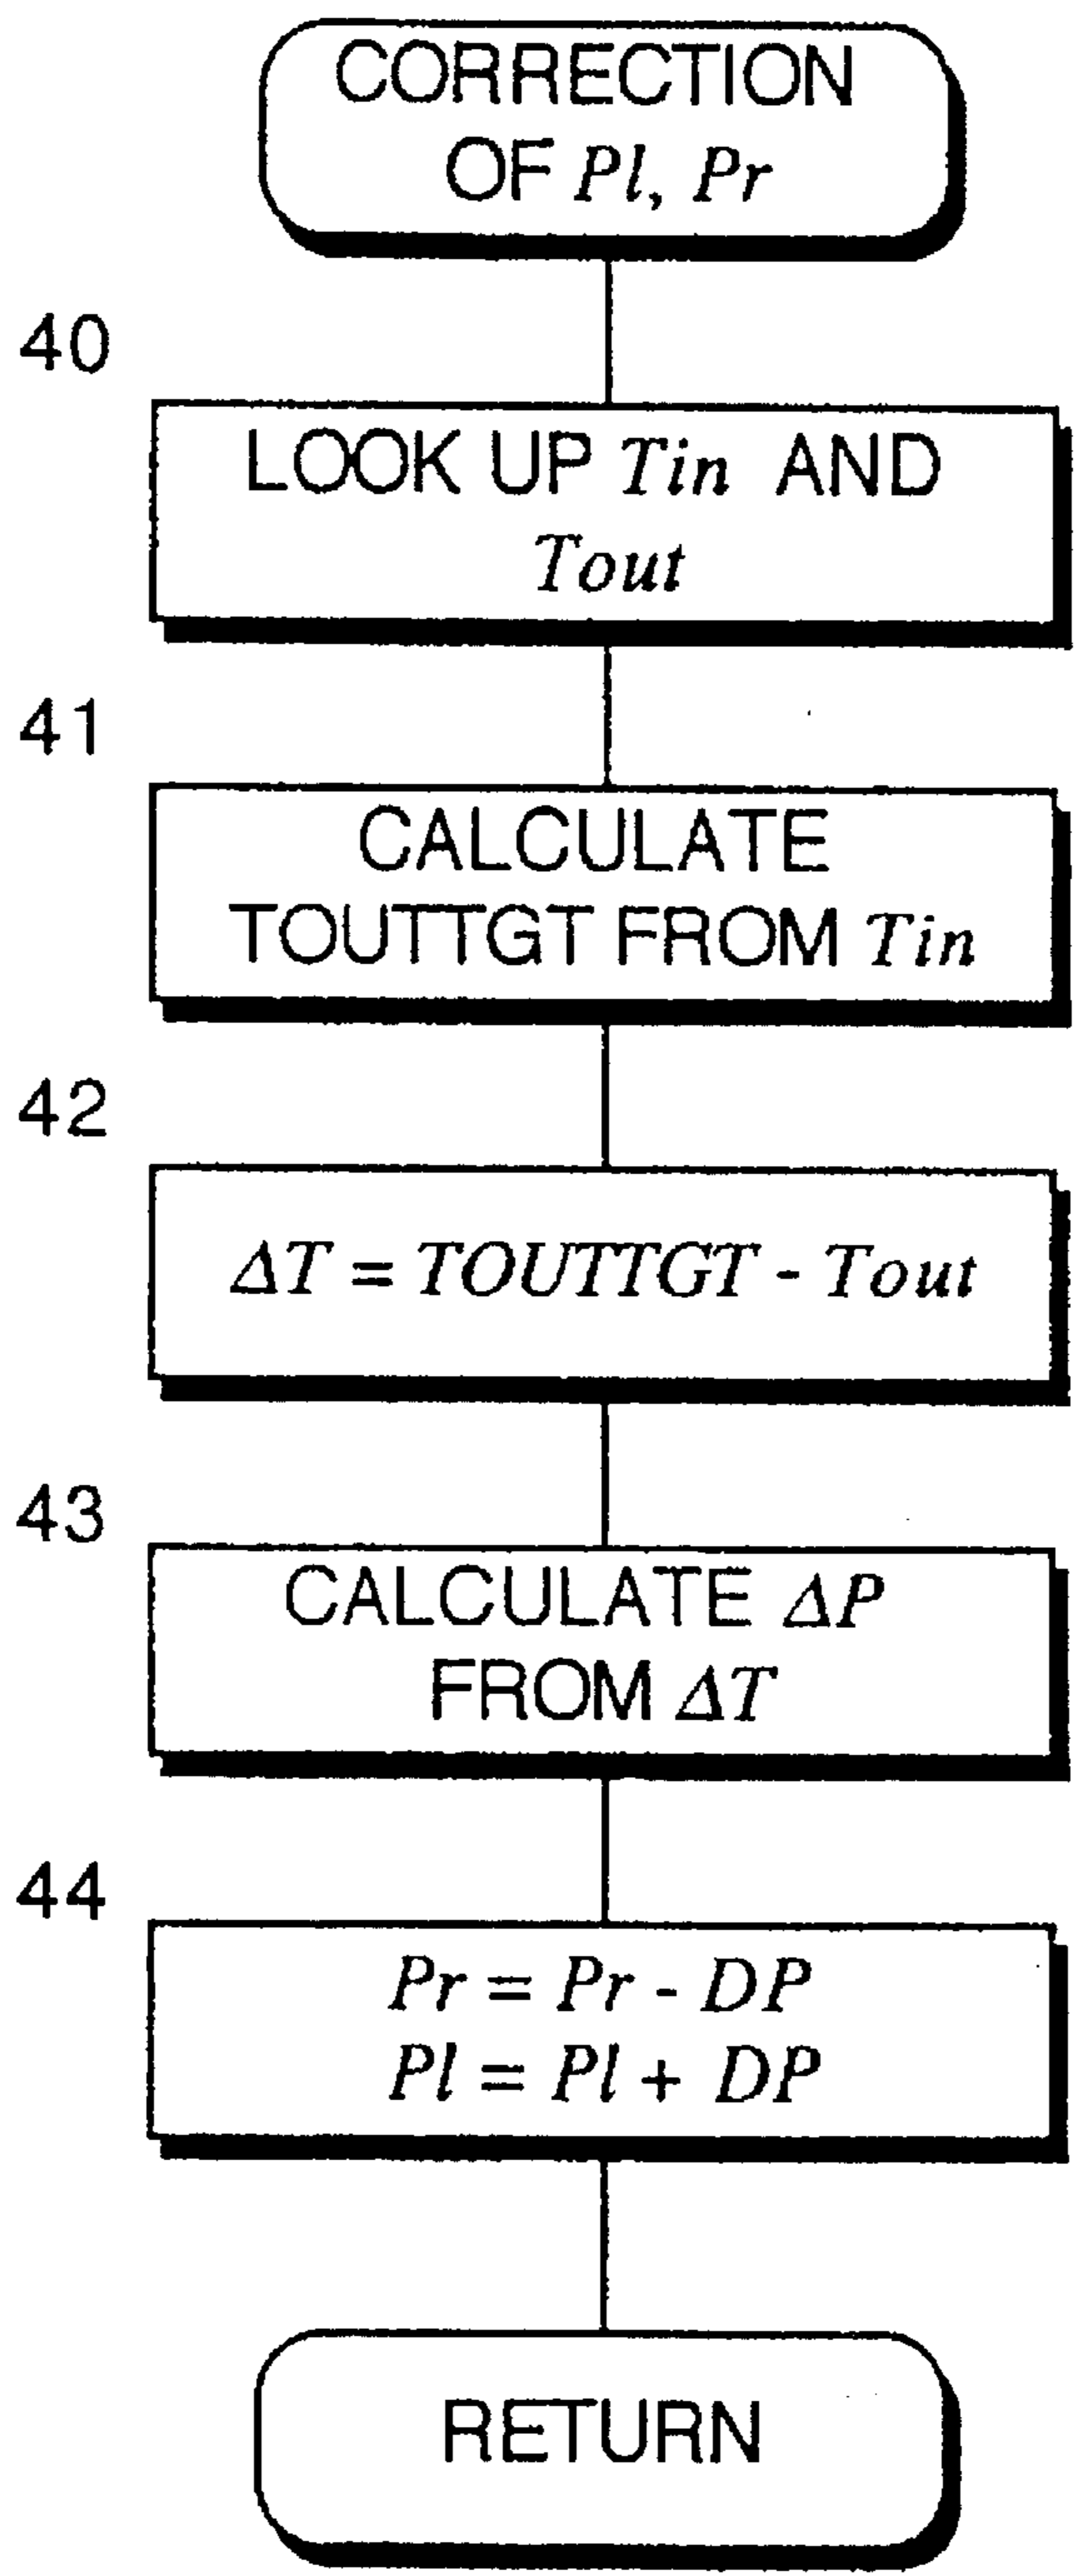 CORRECTION
OF Pl, Pr
40
LOOK UP Tin AND
Tout
41
CALCULATE
TOUTTGT FROM Tin
42
ΔT = TOUTTGT - Tout
43
CALCULATE ΔP
FROM ΔT
44
Pr = Pr - DP
Pl = Pl + DP
RETURN